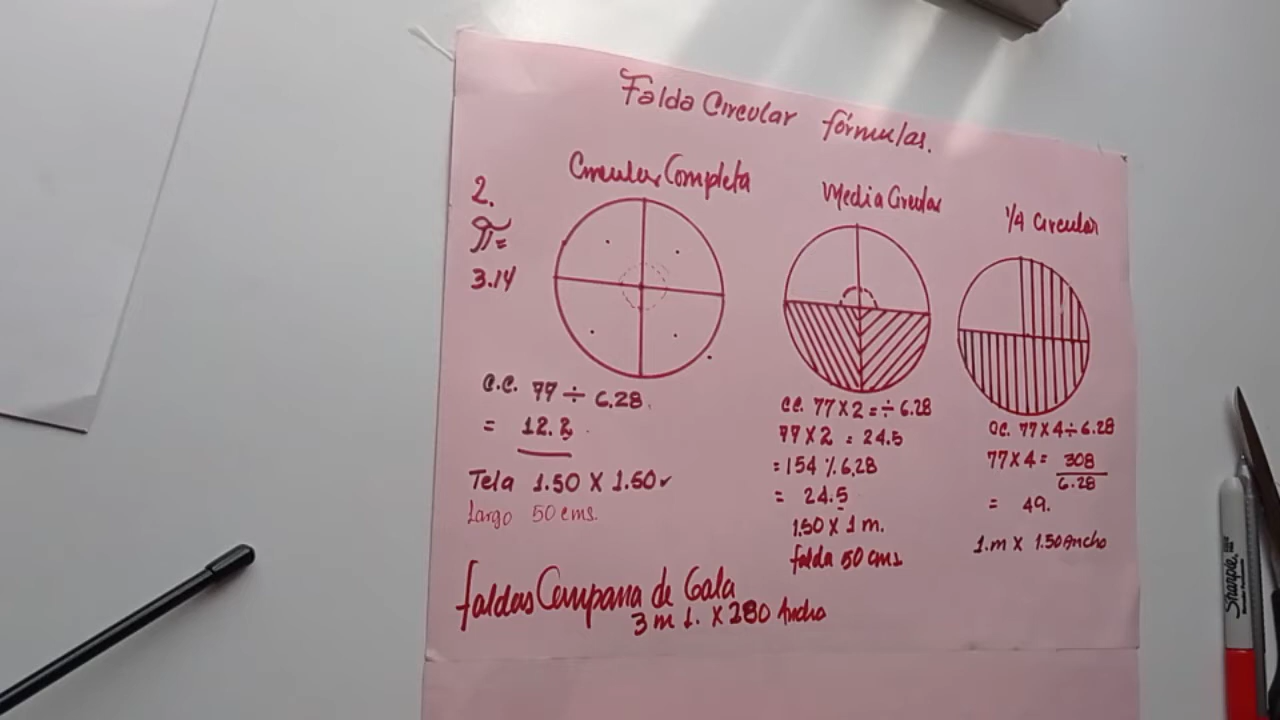 Falda Circular fórmulas.
Circular Completa
2.
π=
3.14
C.C. 77 ÷ 6.28
= 12.2
Tela 1.50 X 1.50
Largo 50 cms.
Media Circular
CC. 77 X 2 = ÷ 6.28
77 X 2 = 24.5
= 154 % 6.28
= 24.5
1.50 X 1 m.
falda 50 cms
1/4 Circular
CC. 77 X 4 ÷ 6.28
77 X 4 = 308
6.28
= 49.
1.m X 1.50 Ancho
faldas Campana de Gala
3 m L. X 280 Ancho
Sharpie